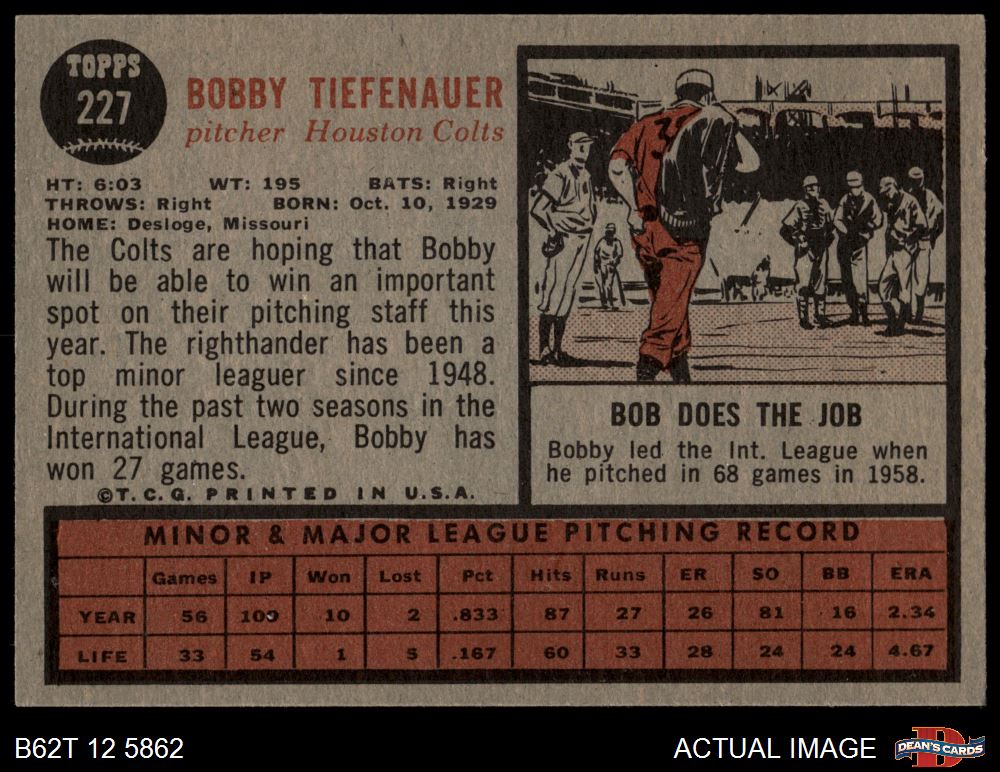 TOPPS
227
BOBBY TIEFENAUER
pitcher Houston Colts
HT: 6:03 WT: 195 BATS: Right
THROWS: Right BORN: Oct. 10, 1929
HOME: Desloge, Missouri
The Colts are hoping that Bobby
will be able to win an important
spot on their pitching staff this
year. The righthander has been a
top minor leaguer since 1948.
During the past two seasons in the
International League, Bobby has
won 27 games.
©T.C.G. PRINTED IN U.S.A.
BOB DOES THE JOB
Bobby led the Int. League when
he pitched in 68 games in 1958.
MINOR & MAJOR LEAGUE PITCHING RECORD
Games IP Won Lost Pct Hits Runs ER SO BB ERA
YEAR 56 100 10 2 .833 87 27 26 81 16 2.34
LIFE 33 54 1 5 .167 60 33 28 24 24 4.67
B62T 12 5862
ACTUAL IMAGE
D
DEAN'S CARDS